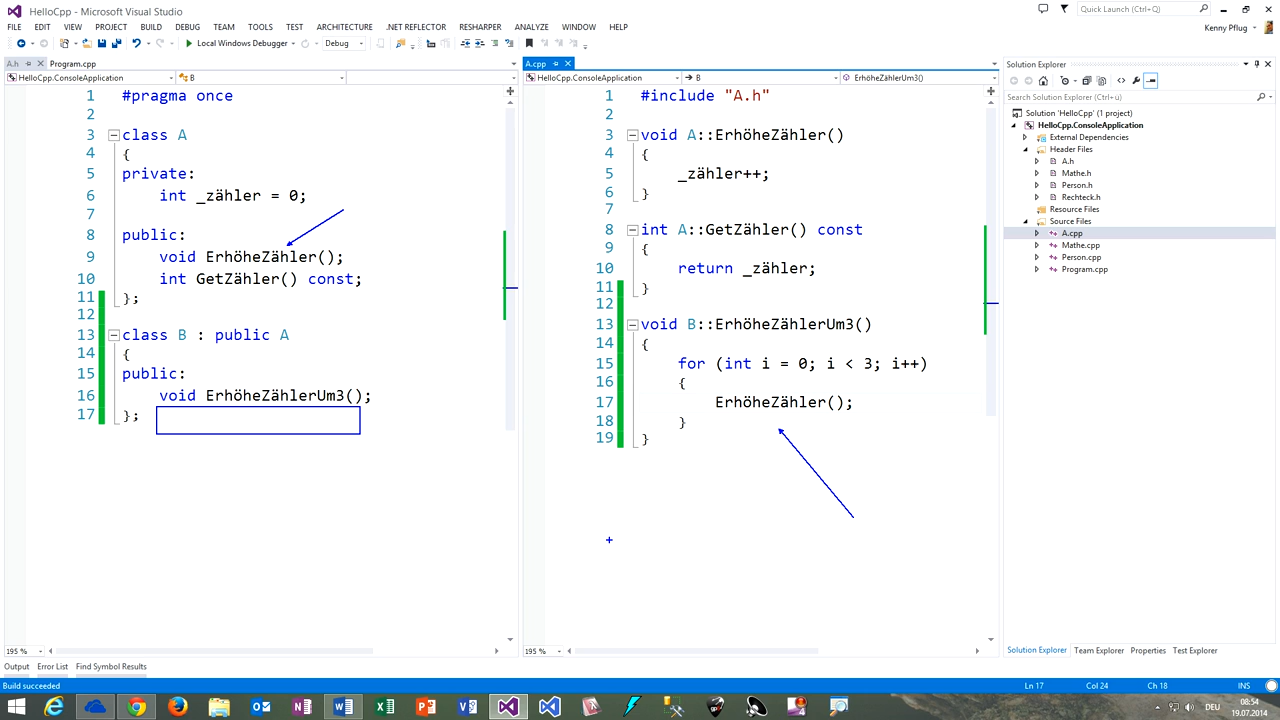 HelloCpp - Microsoft Visual Studio
Quick Launch (Ctrl+Q)
FILE EDIT VIEW PROJECT BUILD DEBUG TEAM TOOLS TEST ARCHITECTURE .NET REFLECTOR RESHARPER ANALYZE WINDOW HELP
Kenny Pflug
Local Windows Debugger Debug
A.h Program.cpp
HelloCpp.ConsoleApplication B
1 #pragma once
2
3 class A
4 {
5 private:
6 int _zähler = 0;
7
8 public:
9 void ErhöheZähler();
10 int GetZähler() const;
11 };
12
13 class B : public A
14 {
15 public:
16 void ErhöheZählerUm3();
17 };
195 %
A.cpp
HelloCpp.ConsoleApplication B ErhöheZählerUm3()
1 #include "A.h"
2
3 void A::ErhöheZähler()
4 {
5 _zähler++;
6 }
7
8 int A::GetZähler() const
9 {
10 return _zähler;
11 }
12
13 void B::ErhöheZählerUm3()
14 {
15 for (int i = 0; i < 3; i++)
16 {
17 ErhöheZähler();
18 }
19 }
195 %
Solution Explorer
Search Solution Explorer (Ctrl+ü)
Solution 'HelloCpp' (1 project)
HelloCpp.ConsoleApplication
External Dependencies
Header Files
A.h
Mathe.h
Person.h
Rechteck.h
Resource Files
Source Files
A.cpp
Mathe.cpp
Person.cpp
Program.cpp
Solution Explorer Team Explorer Properties Test Explorer
Output Error List Find Symbol Results
Build succeeded Ln 17 Col 24 Ch 18 INS
DEU
08:54
19.07.2014